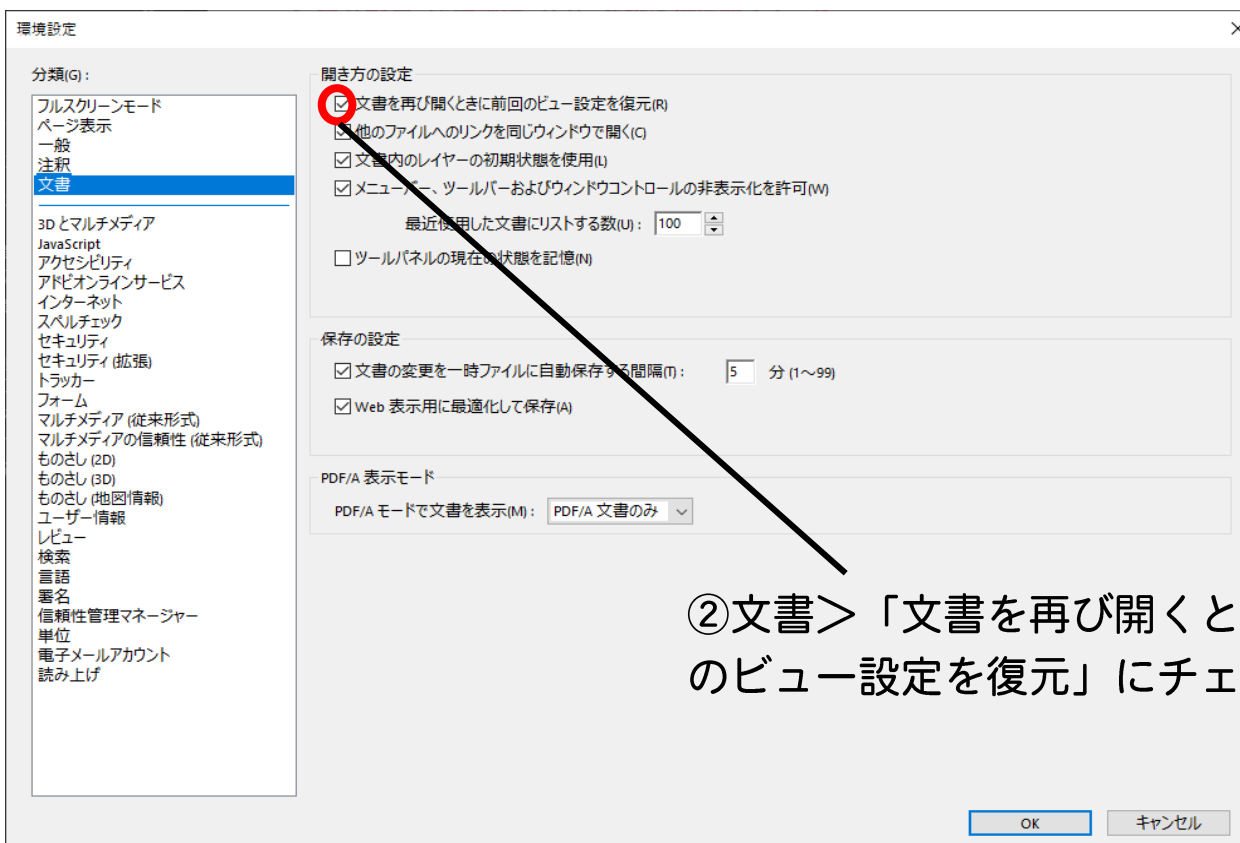 環境設定
分類(G):
フルスクリーンモード
ページ表示
一般
注釈
文書
3D とマルチメディア
JavaScript
アクセシビリティ
アドビオンラインサービス
インターネット
スペルチェック
セキュリティ
セキュリティ (拡張)
トラッカー
フォーム
マルチメディア (従来形式)
マルチメディアの信頼性 (従来形式)
ものさし (2D)
ものさし (3D)
ものさし (地図情報)
ユーザー情報
レビュー
検索
言語
署名
信頼性管理マネージャー
単位
電子メールアカウント
読み上げ
開き方の設定
文書を再び開くときに前回のビュー設定を復元(R)
他のファイルへのリンクを同じウィンドウで開く(C)
文書内のレイヤーの初期状態を使用(L)
メニューバー、ツールバーおよびウィンドウコントロールの非表示化を許可(W)
最近使用した文書にリストする数(U): 100
ツールパネルの現在の状態を記憶(N)
保存の設定
文書の変更を一時ファイルに自動保存する間隔(T): 5 分 (1～99)
Web 表示用に最適化して保存(A)
PDF/A 表示モード
PDF/A モードで文書を表示(M): PDF/A 文書のみ
②文書＞「文書を再び開くと
のビュー設定を復元」にチェ
OK キャンセル